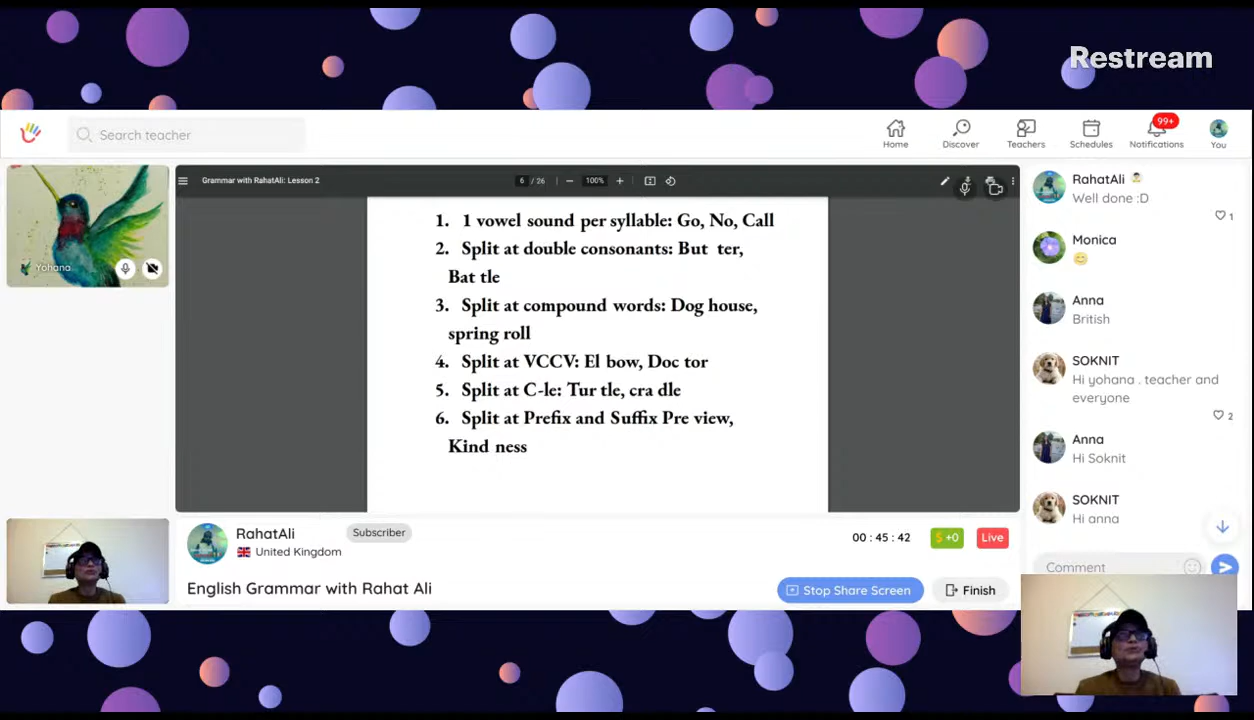 Restream
Search teacher
Home
Discover
Teachers
Schedules
99+
Notifications
You
Yohana
Grammar with RahatAli: Lesson 2
6 / 26
100%
1. 1 vowel sound per syllable: Go, No, Call
2. Split at double consonants: But ter,
Bat tle
3. Split at compound words: Dog house,
spring roll
4. Split at VCCV: El bow, Doc tor
5. Split at C-le: Tur tle, cra dle
6. Split at Prefix and Suffix Pre view,
Kind ness
RahatAli
Subscriber
United Kingdom
00 : 45 : 42
$ +0
Live
English Grammar with Rahat Ali
Stop Share Screen
Finish
RahatAli
Well done :D
1
Monica
Anna
British
SOKNIT
Hi yohana . teacher and
everyone
2
Anna
Hi Soknit
SOKNIT
Hi anna
Comment